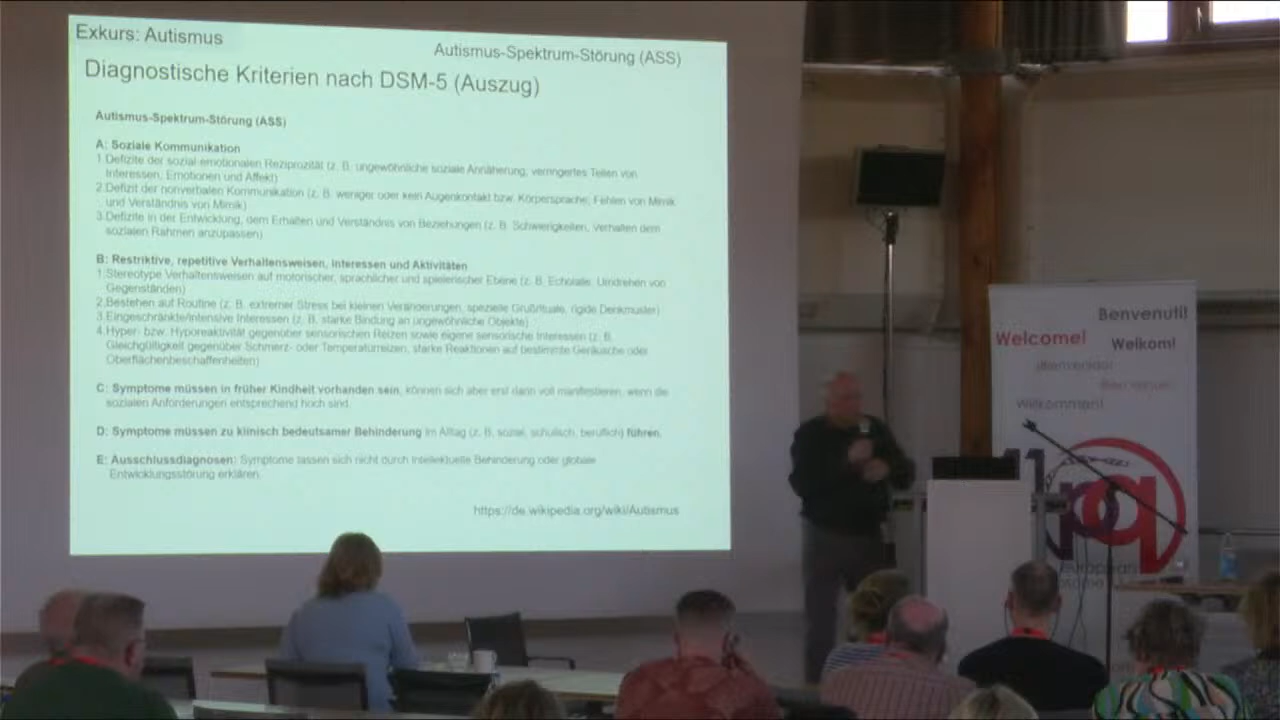 Exkurs: Autismus
Autismus-Spektrum-Störung (ASS)
Diagnostische Kriterien nach DSM-5 (Auszug)
Autismus-Spektrum-Störung (ASS)
A: Soziale Kommunikation
1. Defizite der sozial-emotionalen Reziprozität (z. B. ungewöhnliche soziale Annäherung, verringertes Teilen von
Interessen, Emotionen und Affekt)
2. Defizit der nonverbalen Kommunikation (z. B. weniger oder kein Augenkontakt bzw. Körpersprache, Fehlen von Mimik
und Verständnis von Mimik)
3. Defizite in der Entwicklung, dem Erhalten und Verständnis von Beziehungen (z. B. Schwierigkeiten, Verhalten dem
sozialen Rahmen anzupassen)
B: Restriktive, repetitive Verhaltensweisen, Interessen und Aktivitäten
1. Stereotype Verhaltensweisen auf motorischer, sprachlicher und spielerischer Ebene (z. B. Echolalie, Umdrehen von
Gegenständen)
2. Bestehen auf Routine (z. B. extremer Stress bei kleinen Veränderungen, spezielle Grußrituale, rigide Denkmuster)
3. Eingeschränkte/intensive Interessen (z. B. starke Bindung an ungewöhnliche Objekte)
4. Hyper- bzw. Hyporeaktivität gegenüber sensorischen Reizen sowie eigene sensorische Interessen (z. B.
Gleichgültigkeit gegenüber Schmerz- oder Temperaturreizen, starke Reaktionen auf bestimmte Geräusche oder
Oberflächenbeschaffenheiten)
C: Symptome müssen in früher Kindheit vorhanden sein, können sich aber erst dann voll manifestieren, wenn die
sozialen Anforderungen entsprechend hoch sind.
D: Symptome müssen zu klinisch bedeutsamer Behinderung im Alltag (z. B. sozial, schulisch, beruflich) führen.
E: Ausschlussdiagnosen: Symptome lassen sich nicht durch Intellektuelle Behinderung oder globale
Entwicklungsstörung erklären.
https://de.wikipedia.org/wiki/Autismus
Benvenuti!
Welcome!
Welkom!
¡Bienvenido!
Willkommen!
11